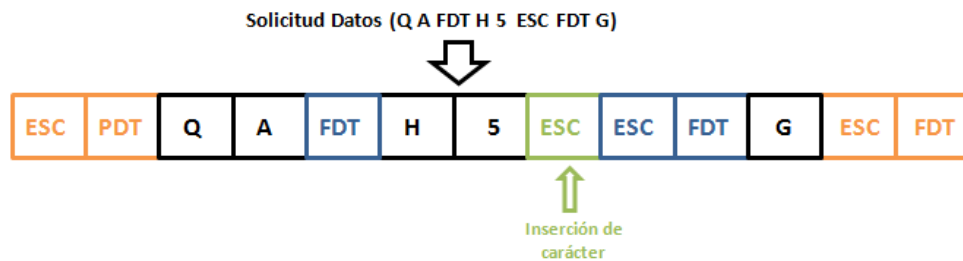 Solicitud Datos (Q A FDT H 5 ESC FDT G)
ESC PDT Q A FDT H 5 ESC ESC FDT G ESC FDT
Inserción de
carácter